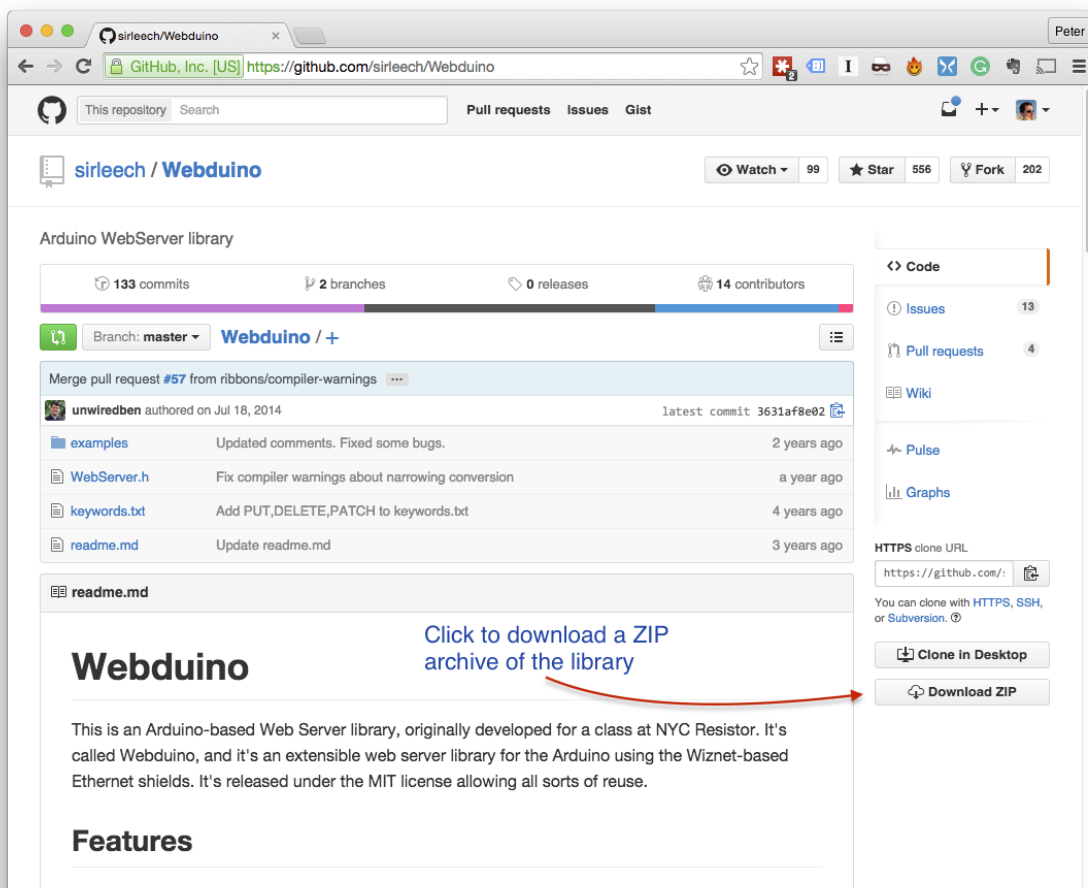 sirleech/Webduino
Peter
GitHub, Inc. [US] https://github.com/sirleech/Webduino
2
This repository Search Pull requests Issues Gist
sirleech / Webduino Watch 99 Star 556 Fork 202
Arduino WebServer library
133 commits 2 branches 0 releases 14 contributors
Branch: master Webduino / +
Merge pull request #57 from ribbons/compiler-warnings ...
unwiredben authored on Jul 18, 2014 latest commit 3631af8e02
examples Updated comments. Fixed some bugs. 2 years ago
WebServer.h Fix compiler warnings about narrowing conversion a year ago
keywords.txt Add PUT,DELETE,PATCH to keywords.txt 4 years ago
readme.md Update readme.md 3 years ago
Code
Issues 13
Pull requests 4
Wiki
Pulse
Graphs
HTTPS clone URL
https://github.com/
You can clone with HTTPS, SSH,
or Subversion.
Clone in Desktop
Download ZIP
readme.md
Click to download a ZIP
archive of the library
Webduino
This is an Arduino-based Web Server library, originally developed for a class at NYC Resistor. It's
called Webduino, and it's an extensible web server library for the Arduino using the Wiznet-based
Ethernet shields. It's released under the MIT license allowing all sorts of reuse.
Features